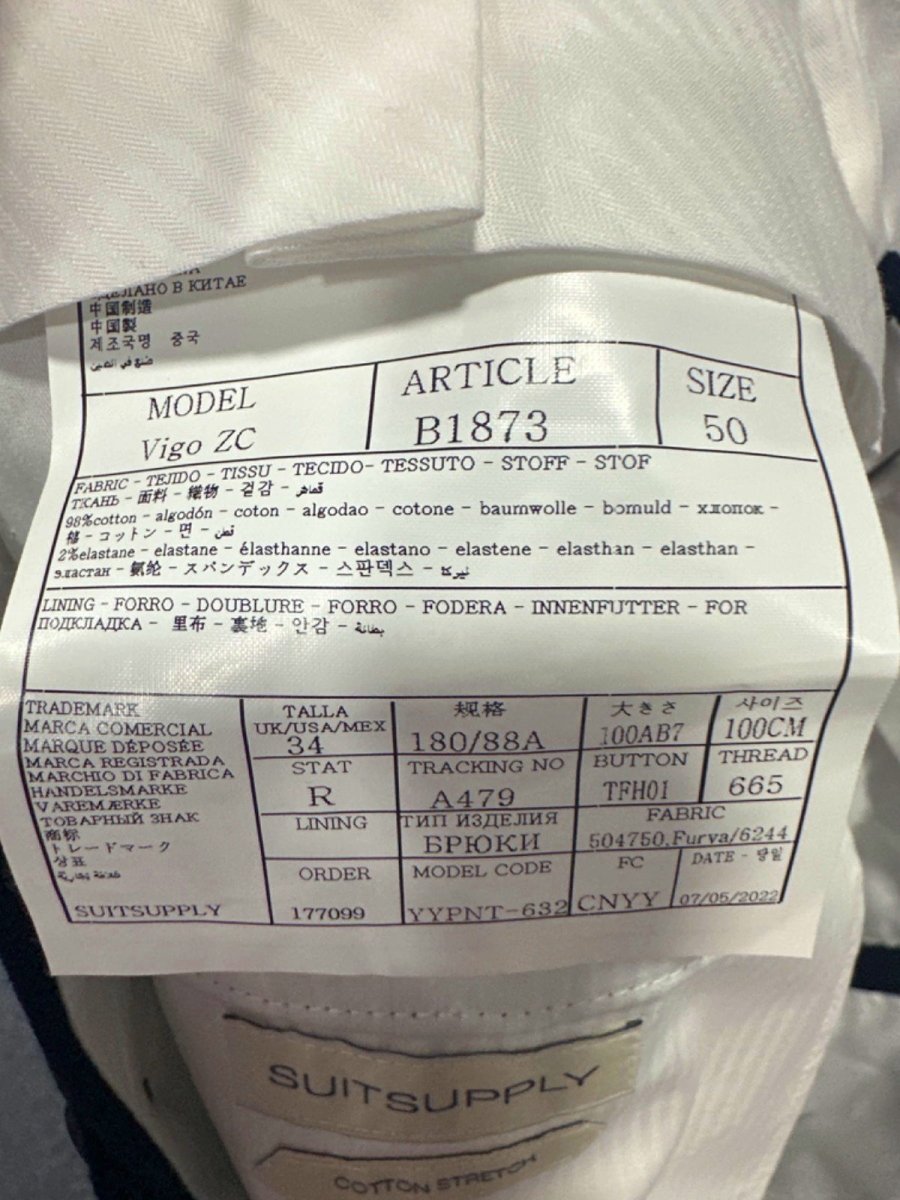 СДЕЛАНО В КИТАЕ
中国制造
中国製
제조국명 중국
صنع في الصين
MODEL
Vigo ZC
ARTICLE
B1873
SIZE
50
FABRIC - TEJIDO - TISSU - TECIDO- TESSUTO - STOFF - STOF
ТКАНЬ - 面料 - 織物 - 겉감 - قماش
98%cotton - algodón - coton - algodao - cotone - baumwolle - bomuld - хлопок -
棉 - コットン - 면 - قطن
2%elastane - elastane - élasthanne - elastano - elastene - elasthan - elasthan -
эластан - 氨纶 - スパンデックス - 스판덱스 -
LINING - FORRO - DOUBLURE - FORRO - FODERA - INNENFUTTER - FOR
ПОДКЛАДКА - 里布 - 裏地 - 안감 - بطانة
TRADEMARK
MARCA COMERCIAL
MARQUE DÉPOSÉE
MARCA REGISTRADA
MARCHIO DI FABRICA
HANDELSMARKE
VAREMÆRKE
ТОВАРНЫЙ ЗНАК
商标
トレードマーク
상표
علامة تجارية
SUITSUPPLY
TALLA
UK/USA/MEX
34
规格
180/88A
大きさ
100AB7
사이즈
100CM
STAT
R
TRACKING NO
A479
BUTTON
TFH01
THREAD
665
LINING
ТИП ИЗДЕЛИЯ
БРЮКИ
FABRIC
504750,Furva/6244
ORDER
177099
MODEL CODE
YYPNT-632
FC
CNYY
DATE -
07/05/2022
SUITSUPPLY
COTTON STRETCH